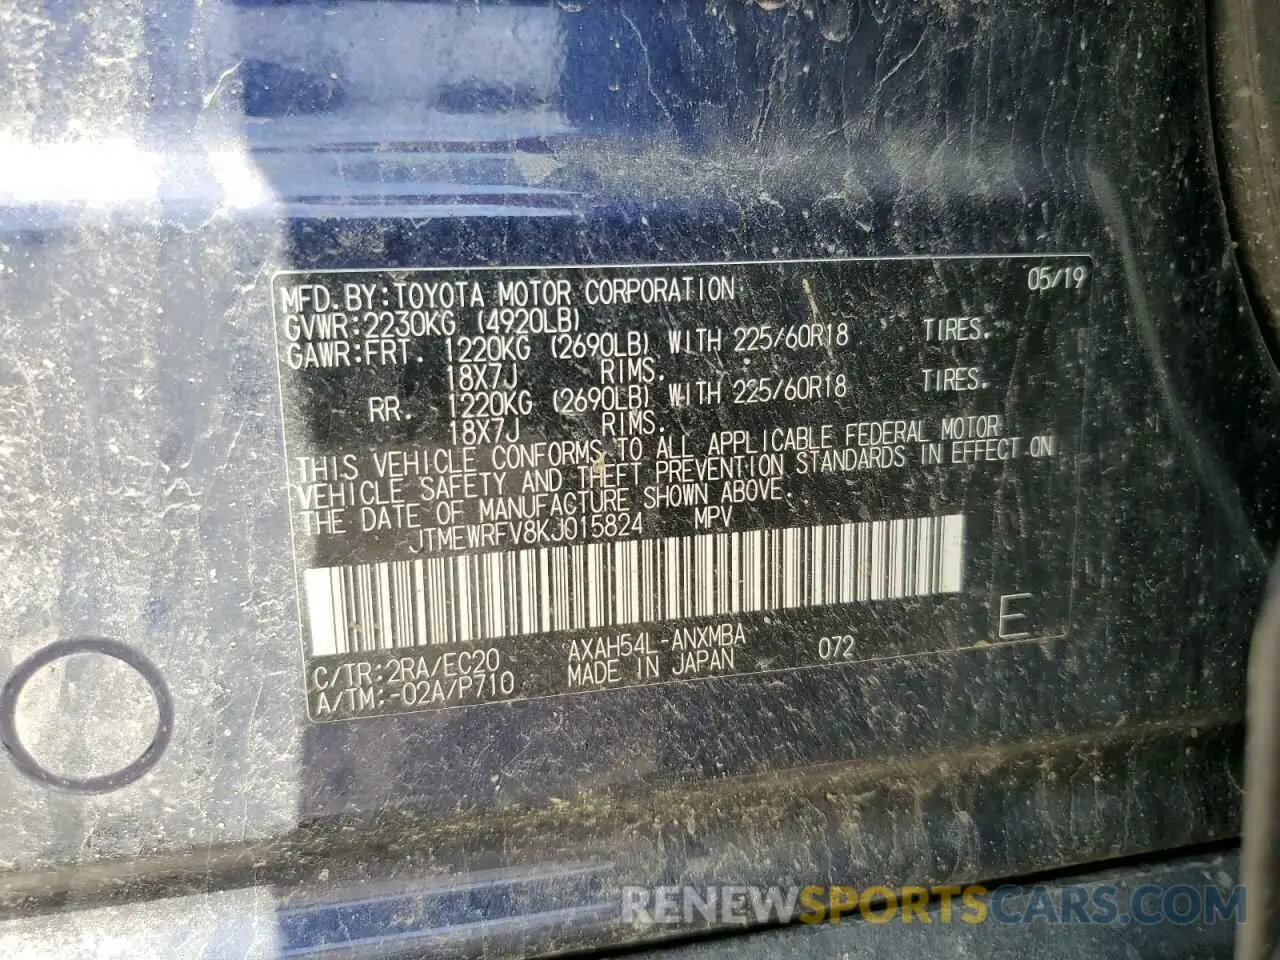 MFD. BY:TOYOTA MOTOR CORPORATION 05/19
GVWR:2230KG (4920LB)
GAWR:FRT. 1220KG (2690LB) WITH 225/60R18 TIRES.
18X7J RIMS.
RR. 1220KG (2690LB) WITH 225/60R18 TIRES.
18X7J RIMS.
THIS VEHICLE CONFORMS TO ALL APPLICABLE FEDERAL MOTOR
VEHICLE SAFETY AND THEFT PREVENTION STANDARDS IN EFFECT ON
THE DATE OF MANUFACTURE SHOWN ABOVE.
JTMEWRFV8KJ015824 MPV
C/TR:2RA/EC20 AXAH54L-ANXMBA 072 E
A/TM:-02A/P710 MADE IN JAPAN
RENEWSPORTSCARS.COM